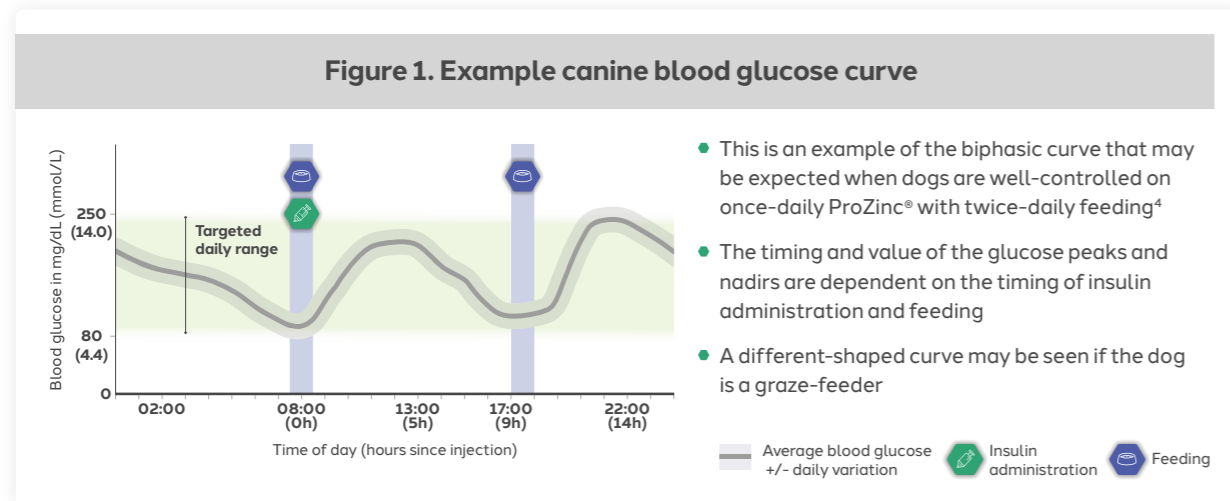 Figure 1. Example canine blood glucose curve
Blood glucose in mg/dL (mmol/L)
250
(14.0)
80
(4.4)
0
Targeted
daily range
02:00
08:00
(0h)
13:00
(5h)
17:00
(9h)
22:00
(14h)
Time of day (hours since injection)
This is an example of the biphasic curve that may
be expected when dogs are well-controlled on
once-daily ProZinc® with twice-daily feeding⁴
The timing and value of the glucose peaks and
nadirs are dependent on the timing of insulin
administration and feeding
A different-shaped curve may be seen if the dog
is a graze-feeder
Average blood glucose
+/- daily variation
Insulin
administration
Feeding